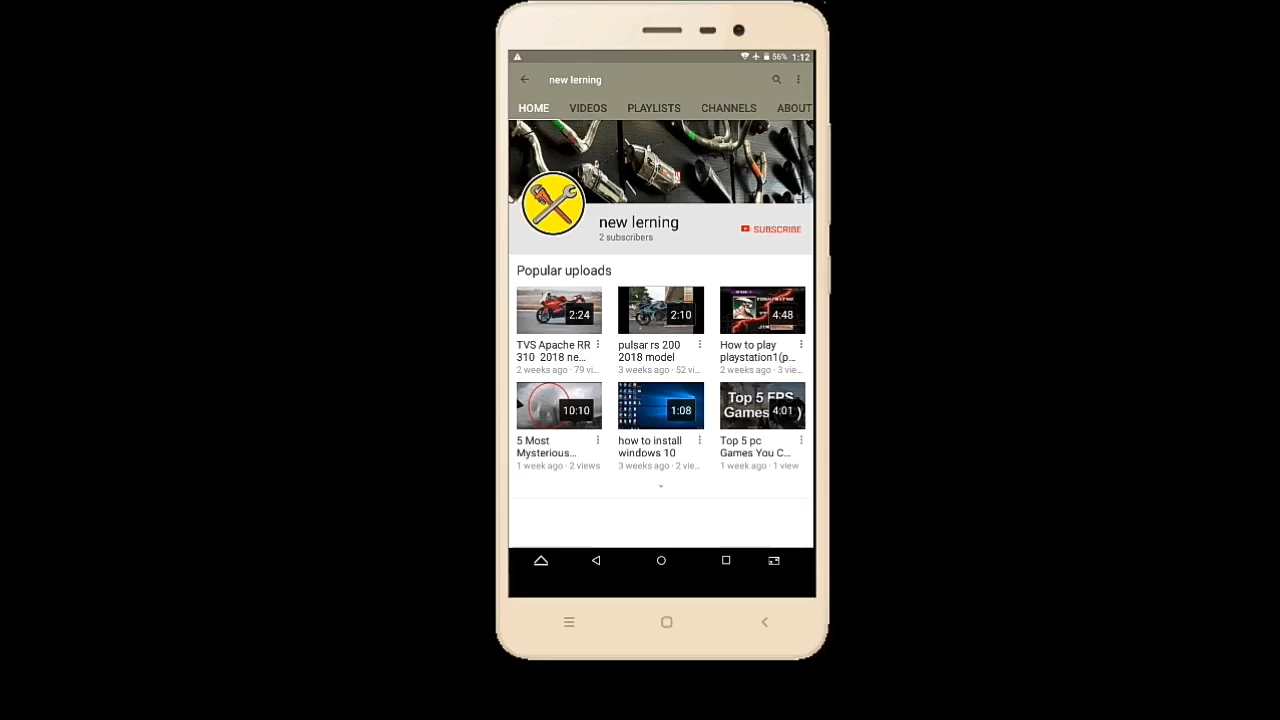 56% 1:12
new lerning
HOME VIDEOS PLAYLISTS CHANNELS ABOUT
new lerning
2 subscribers
SUBSCRIBE
Popular uploads
2:24
2:10
4:48
TVS Apache RR
310 2018 ne...
2 weeks ago · 79 vi...
pulsar rs 200
2018 model
3 weeks ago · 52 vi...
How to play
playstation1(p...
2 weeks ago · 3 vie...
10:10
1:08
Top 5 FPS
Games
4:01
5 Most
Mysterious...
1 week ago · 2 views
how to install
windows 10
3 weeks ago · 2 vie...
Top 5 pc
Games You C...
1 week ago · 1 view